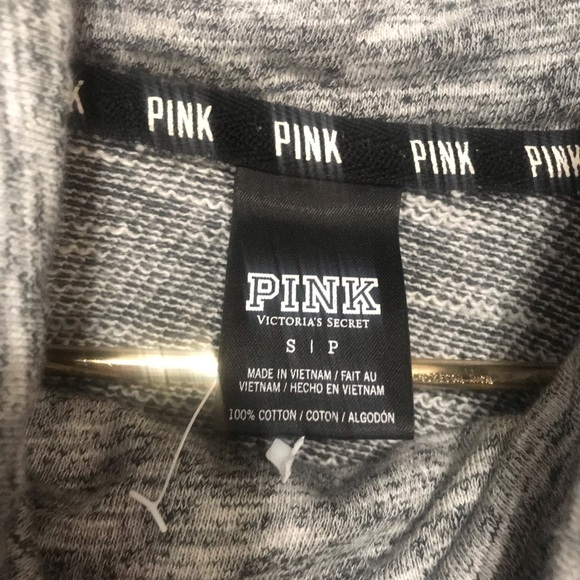 PINK PINK PINK PINK
PINK
VICTORIA'S SECRET
S | P
MADE IN VIETNAM / FAIT AU
VIETNAM / HECHO EN VIETNAM
100% COTTON / COTON / ALGODÓN